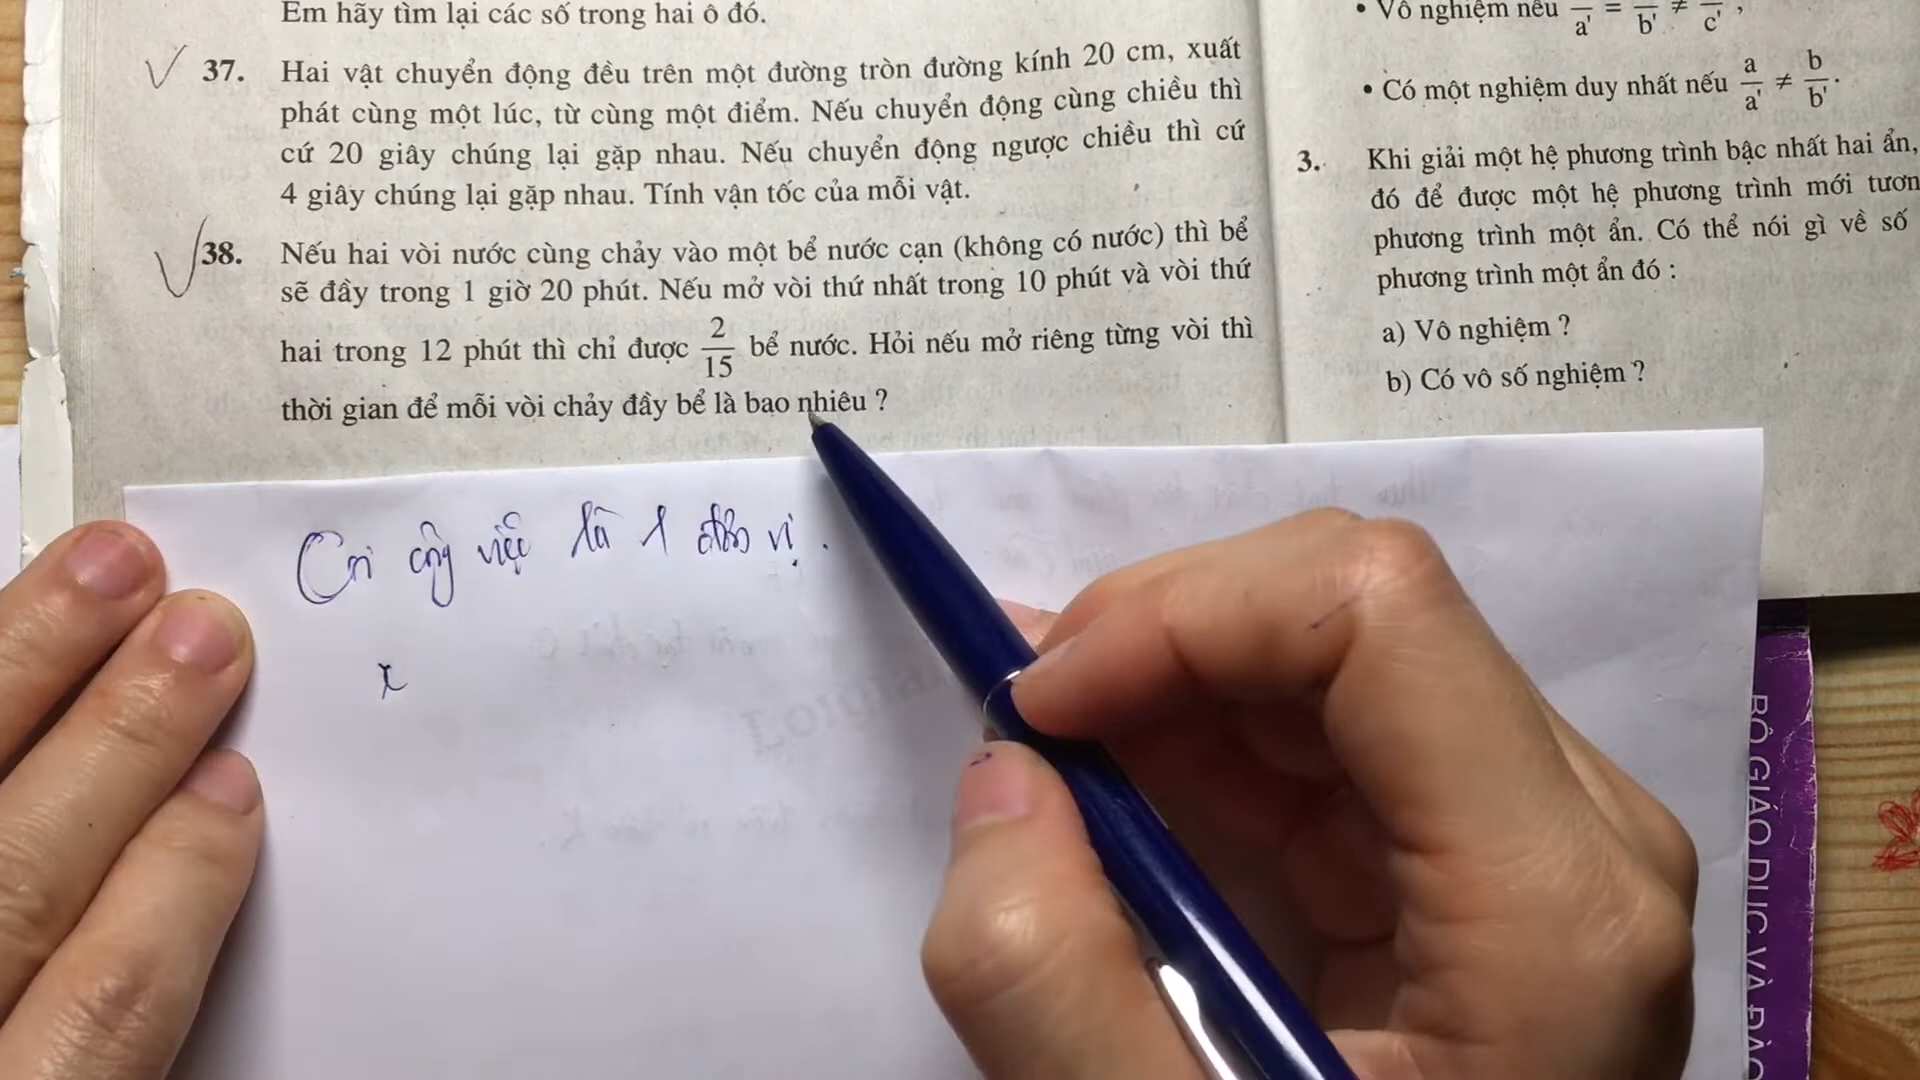 Em hãy tìm lại các số trong hai ô đó.
37. Hai vật chuyển động đều trên một đường tròn đường kính 20 cm, xuất
phát cùng một lúc, từ cùng một điểm. Nếu chuyển động cùng chiều thì
cứ 20 giây chúng lại gặp nhau. Nếu chuyển động ngược chiều thì cứ
4 giây chúng lại gặp nhau. Tính vận tốc của mỗi vật.
38. Nếu hai vòi nước cùng chảy vào một bể nước cạn (không có nước) thì bể
sẽ đầy trong 1 giờ 20 phút. Nếu mở vòi thứ nhất trong 10 phút và vòi thứ
hai trong 12 phút thì chỉ được 2/15 bể nước. Hỏi nếu mở riêng từng vòi thì
thời gian để mỗi vòi chảy đầy bể là bao nhiêu ?
Coi công việc là 1 đơn vị.
x
• Vô nghiệm nếu a/a' = b/b' ≠ c/c' ,
• Có một nghiệm duy nhất nếu a/a' ≠ b/b' .
3. Khi giải một hệ phương trình bậc nhất hai ẩn,
đó để được một hệ phương trình mới tươn
phương trình một ẩn. Có thể nói gì về số
phương trình một ẩn đó :
a) Vô nghiệm ?
b) Có vô số nghiệm ?
BỘ GIÁO DỤC VÀ ĐÀO